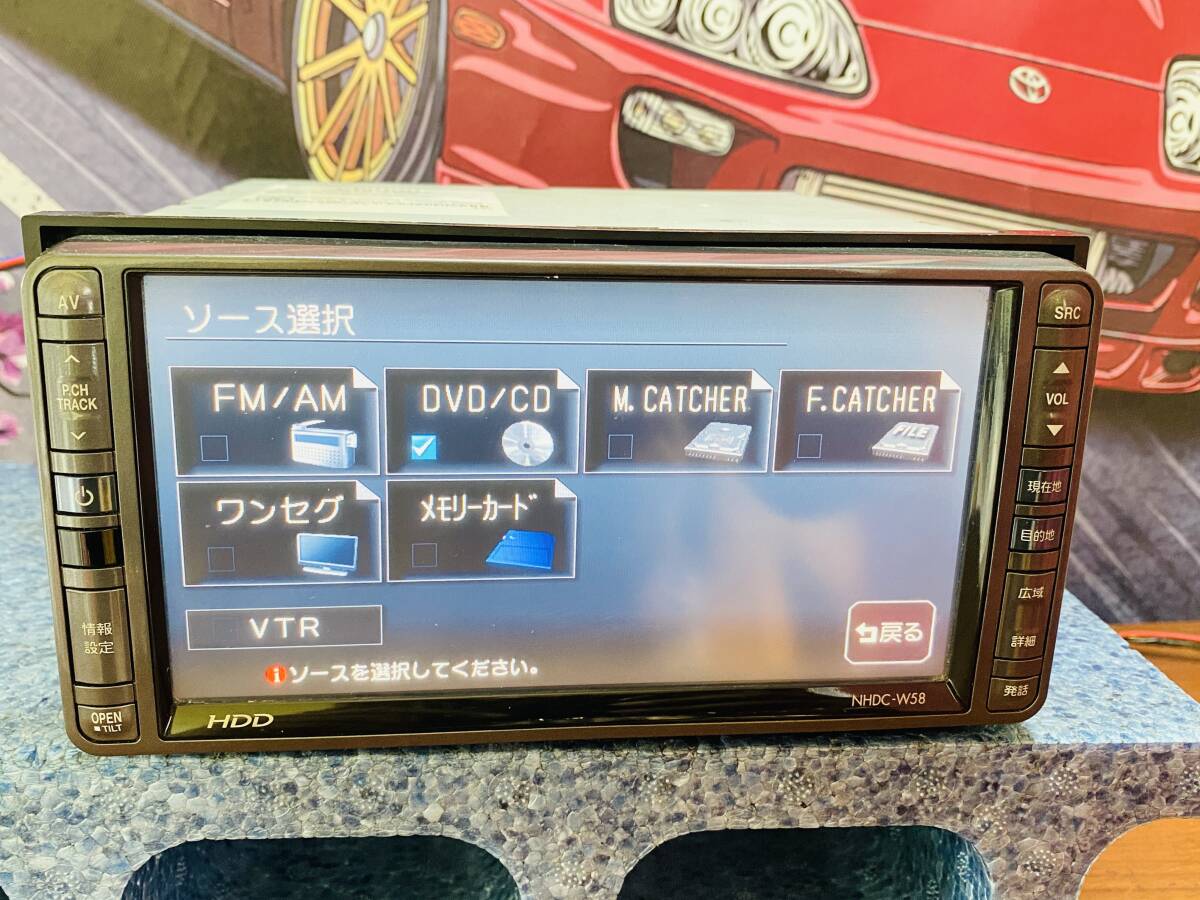 AV
P.CH
TRACK
情報
設定
OPEN
■TILT
ソース選択
FM/AM
DVD/CD
M.CATCHER
F.CATCHER
FILE
ワンセグ
メモリーカード
VTR
戻る
ソースを選択してください。
HDD
NHDC-W58
SRC
VOL
現在地
目的地
広域
詳細
発話